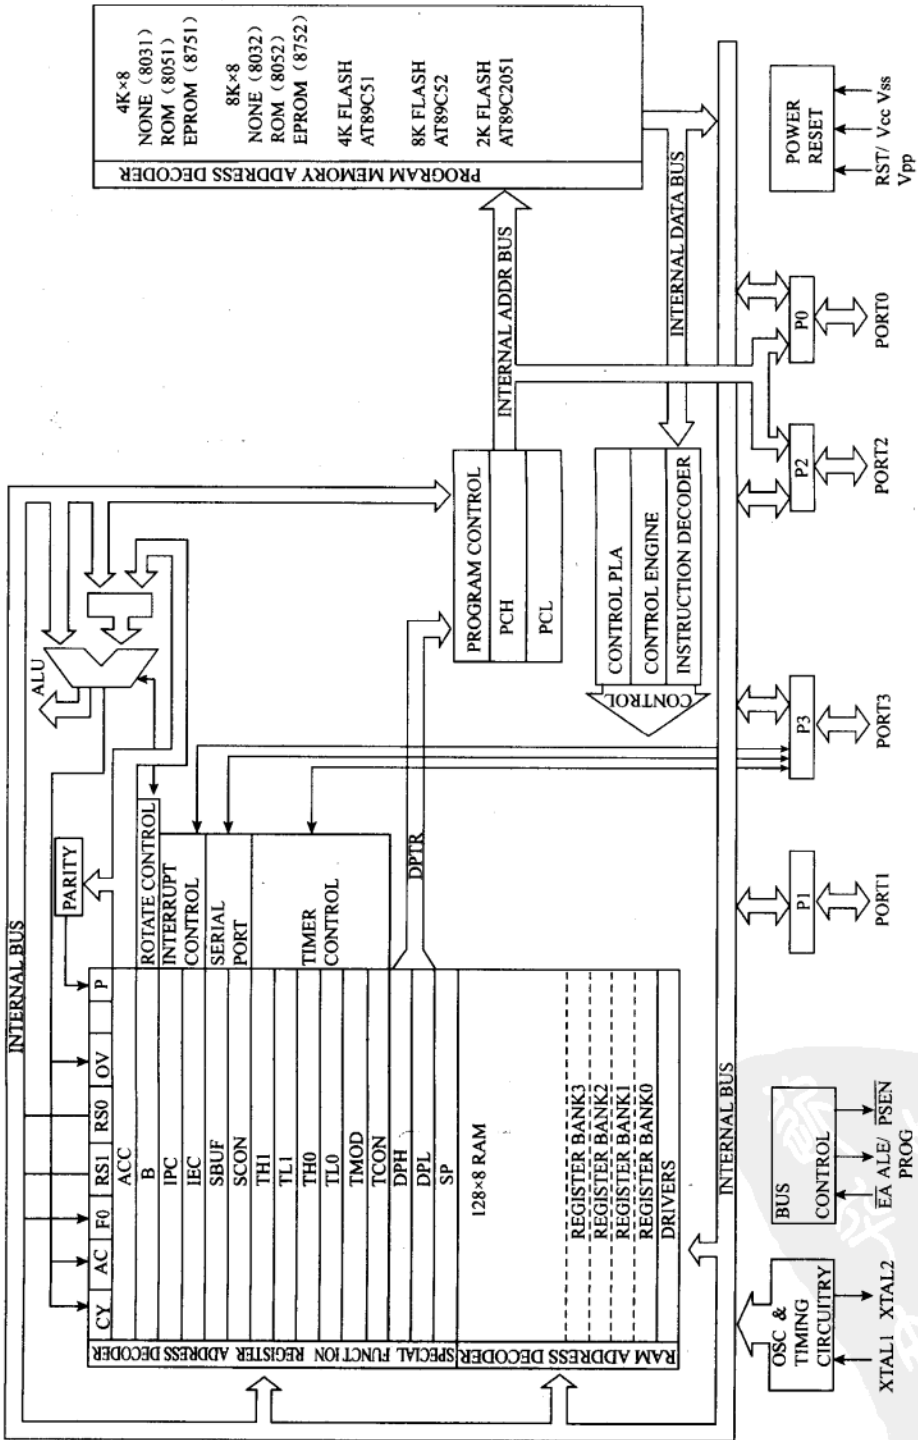 INTERNAL BUS
ALU
PARITY
CY
AC
F0
RS1
RS0
OV
P
ACC
B
IPC
IEC
SBUF
SCON
TH1
TL1
TH0
TL0
TMOD
TCON
DPH
DPL
SP
ROTATE CONTROL
INTERRUPT
CONTROL
SERIAL
PORT
TIMER
CONTROL
SPECIAL FUNCTION REGISTER ADDRESS DECODER
128×8 RAM
REGISTER BANK3
REGISTER BANK2
REGISTER BANK1
REGISTER BANK0
DRIVERS
RAM ADDRESS DECODER
DPTR
PROGRAM CONTROL
PCH
PCL
CONTROL PLA
CONTROL ENGINE
INSTRUCTION DECODER
CONTROL
INTERNAL ADDR BUS
INTERNAL DATA BUS
4K×8
NONE（8031）
ROM（8051）
EPROM（8751）
8K×8
NONE（8032）
ROM（8052）
EPROM（8752）
4K FLASH
AT89C51
8K FLASH
AT89C52
2K FLASH
AT89C2051
PROGRAM MEMORY ADDRESS DECODER
INTERNAL BUS
OSC &
TIMING
CIRCUITRY
XTAL1 XTAL2
BUS
CONTROL
EA ALE/ PSEN
PROG
P1
PORT1
P3
PORT3
P2
PORT2
P0
PORT0
POWER
RESET
RST/ Vcc Vss
Vpp